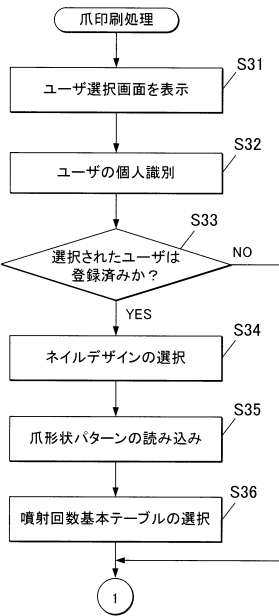 爪印刷処理
S31
ユーザ選択画面を表示
S32
ユーザの個人識別
S33
選択されたユーザは
登録済みか?
NO
YES
S34
ネイルデザインの選択
S35
爪形状パターンの読み込み
S36
噴射回数基本テーブルの選択
1